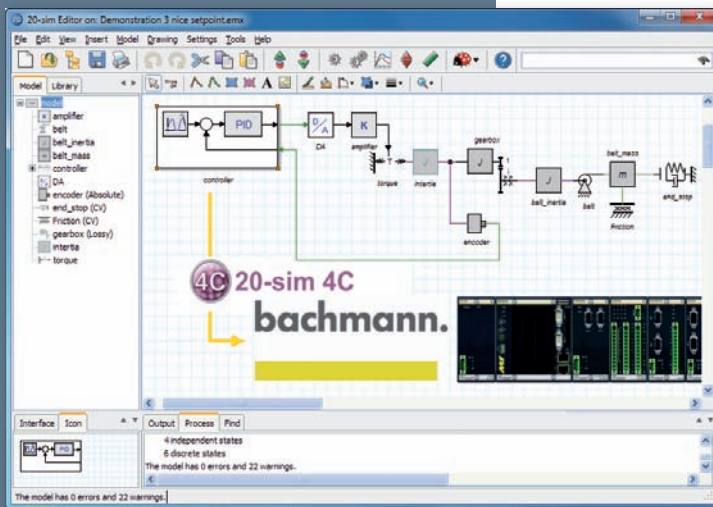 20-sim Editor on: Demonstration 3 nice setpoint.emx
File Edit View Insert Model Drawing Settings Tools Help
Model Library
model
amplifier
belt
belt_inertia
belt_mass
controller
DA
encoder (Absolute)
end_stop (CV)
Friction (CV)
gearbox (Lossy)
intertia
torque
PID
D/A
K
T
J
J
1
i
J
m
controller
DA
amplifier
torque
intertia
gearbox
encoder
belt_inertia
belt
belt_mass
Friction
end_stop
4C 20-sim 4C
bachmann.
Interface Icon
PID
Output Process Find
4 independent states
6 discrete states
The model has 0 errors and 22 warnings.
The model has 0 errors and 22 warnings.